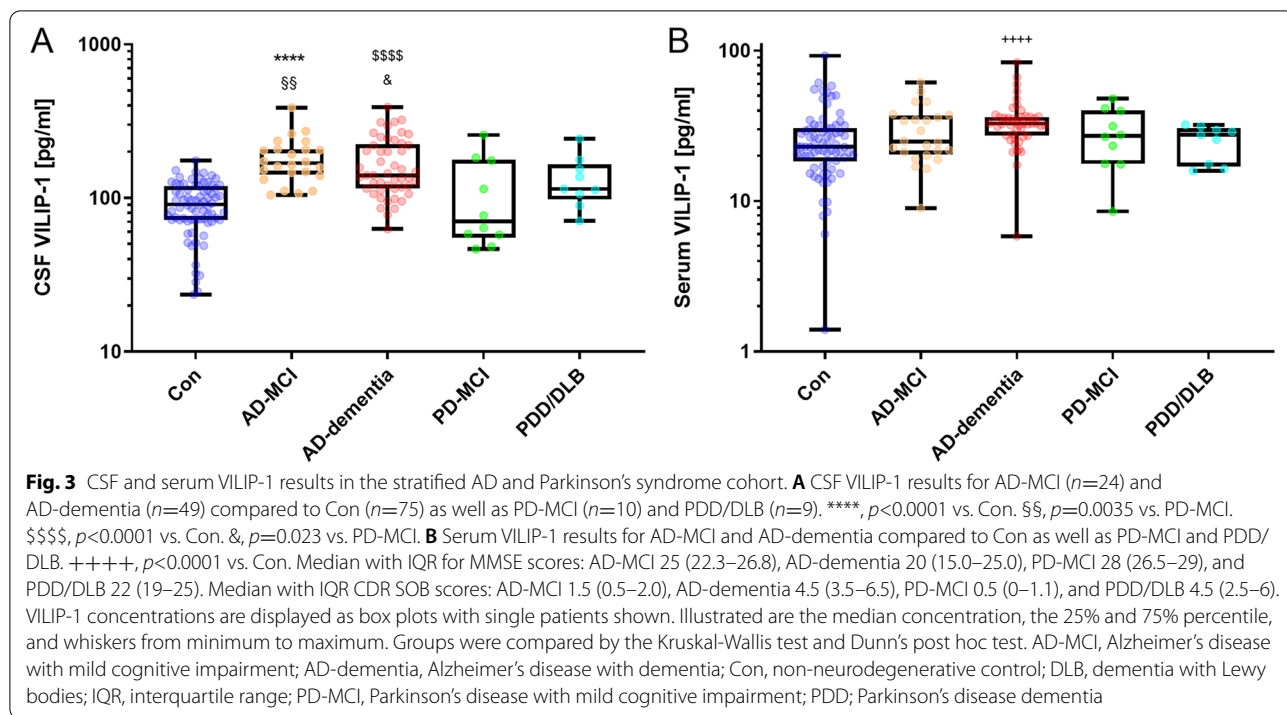 A
B
1000
100
10
CSF VILIP-1 [pg/ml]
****
§§
$$$$
&
Con
AD-MCI
AD-dementia
PD-MCI
PDD/DLB
100
10
1
Serum VILIP-1 [pg/ml]
++++
Con
AD-MCI
AD-dementia
PD-MCI
PDD/DLB
Fig. 3 CSF and serum VILIP-1 results in the stratified AD and Parkinson's syndrome cohort. A CSF VILIP-1 results for AD-MCI (n=24) and
AD-dementia (n=49) compared to Con (n=75) as well as PD-MCI (n=10) and PDD/DLB (n=9). ****, p<0.0001 vs. Con. §§, p=0.0035 vs. PD-MCI.
$$$$, p<0.0001 vs. Con. &, p=0.023 vs. PD-MCI. B Serum VILIP-1 results for AD-MCI and AD-dementia compared to Con as well as PD-MCI and PDD/
DLB. ++++, p<0.0001 vs. Con. Median with IQR for MMSE scores: AD-MCI 25 (22.3–26.8), AD-dementia 20 (15.0–25.0), PD-MCI 28 (26.5–29), and
PDD/DLB 22 (19–25). Median with IQR CDR SOB scores: AD-MCI 1.5 (0.5–2.0), AD-dementia 4.5 (3.5–6.5), PD-MCI 0.5 (0–1.1), and PDD/DLB 4.5 (2.5–6).
VILIP-1 concentrations are displayed as box plots with single patients shown. Illustrated are the median concentration, the 25% and 75% percentile,
and whiskers from minimum to maximum. Groups were compared by the Kruskal-Wallis test and Dunn's post hoc test. AD-MCI, Alzheimer's disease
with mild cognitive impairment; AD-dementia, Alzheimer's disease with dementia; Con, non-neurodegenerative control; DLB, dementia with Lewy
bodies; IQR, interquartile range; PD-MCI, Parkinson's disease with mild cognitive impairment; PDD; Parkinson's disease dementia